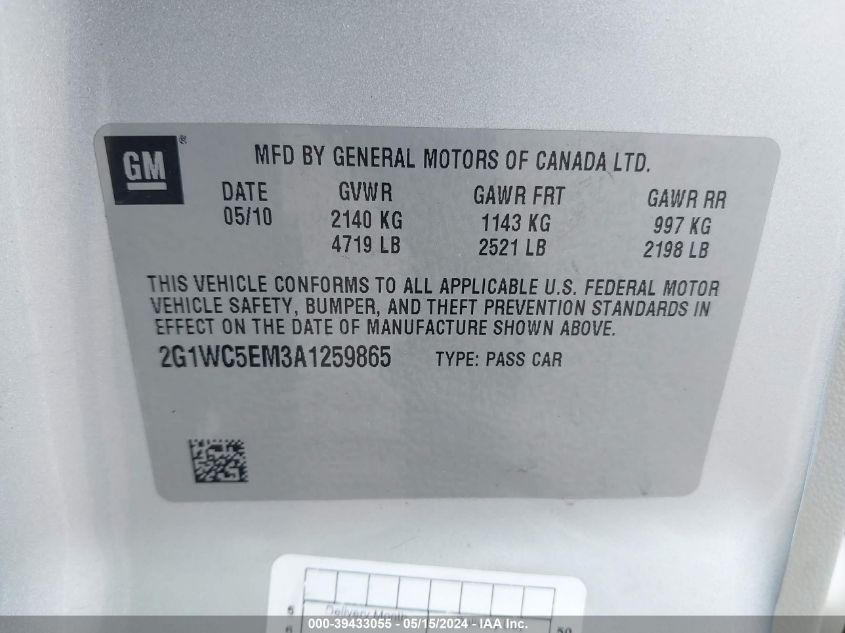 GM
®
MFD BY GENERAL MOTORS OF CANADA LTD.
DATE GVWR GAWR FRT GAWR RR
05/10 2140 KG 1143 KG 997 KG
4719 LB 2521 LB 2198 LB
THIS VEHICLE CONFORMS TO ALL APPLICABLE U.S. FEDERAL MOTOR
VEHICLE SAFETY, BUMPER, AND THEFT PREVENTION STANDARDS IN
EFFECT ON THE DATE OF MANUFACTURE SHOWN ABOVE.
2G1WC5EM3A1259865 TYPE: PASS CAR
Delivery
000-39433055 - 05/15/2024 - IAA Inc.